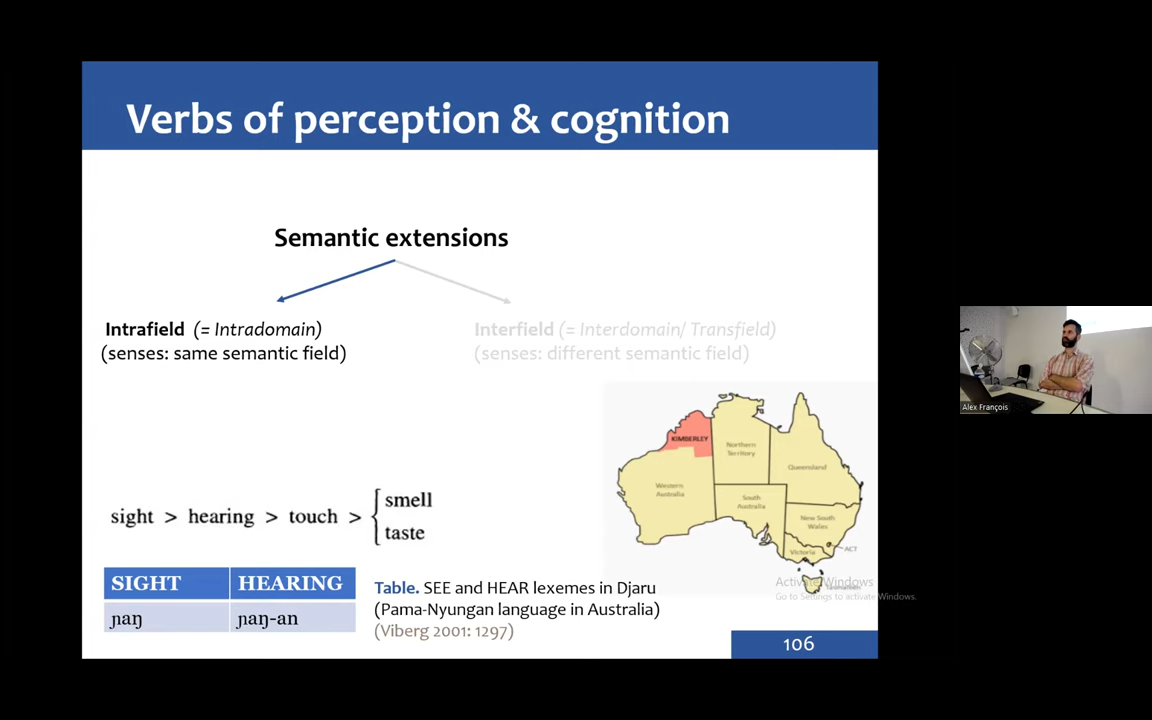 Verbs of perception & cognition
Semantic extensions
Intrafield (= Intradomain)
(senses: same semantic field)
Interfield (= Interdomain/ Transfield)
(senses: different semantic field)
KIMBERLEY
Northern
Territory
Queensland
Western
Australia
South
Australia
New South
Wales
Victoria
ACT
Tasmania
sight > hearing > touch > { smell
taste
SIGHT HEARING
ɲaŋ ɲaŋ-an
Table. SEE and HEAR lexemes in Djaru
(Pama-Nyungan language in Australia)
(Viberg 2001: 1297)
106
Activate Windows
Go to Settings to activate Windows.
Alex François